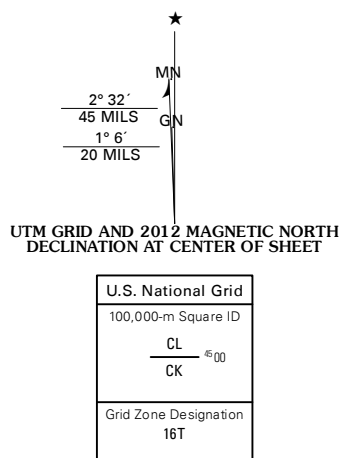 MN
2° 32´
45 MILS
GN
1° 6´
20 MILS
UTM GRID AND 2012 MAGNETIC NORTH
DECLINATION AT CENTER OF SHEET
U.S. National Grid
100,000-m Square ID
CL
4500
CK
Grid Zone Designation
16T